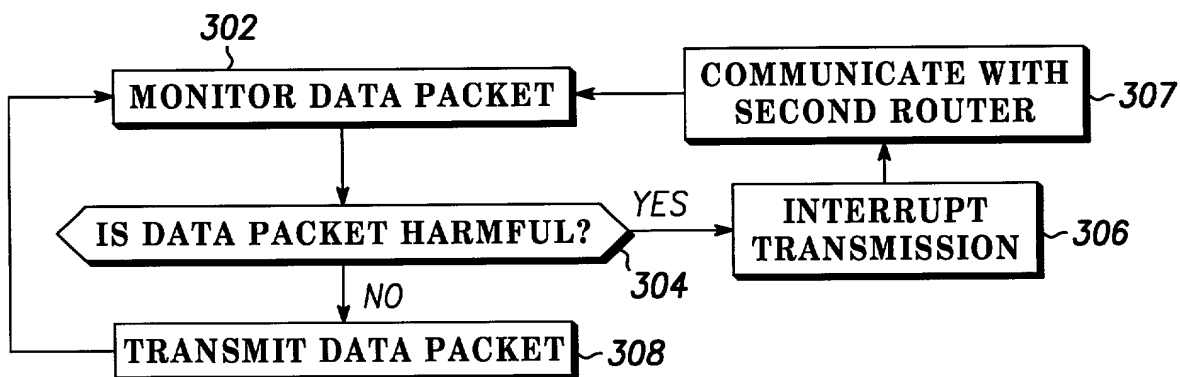 302
MONITOR DATA PACKET
COMMUNICATE WITH
SECOND ROUTER
307
IS DATA PACKET HARMFUL?
304
YES
INTERRUPT
TRANSMISSION
306
NO
TRANSMIT DATA PACKET
308